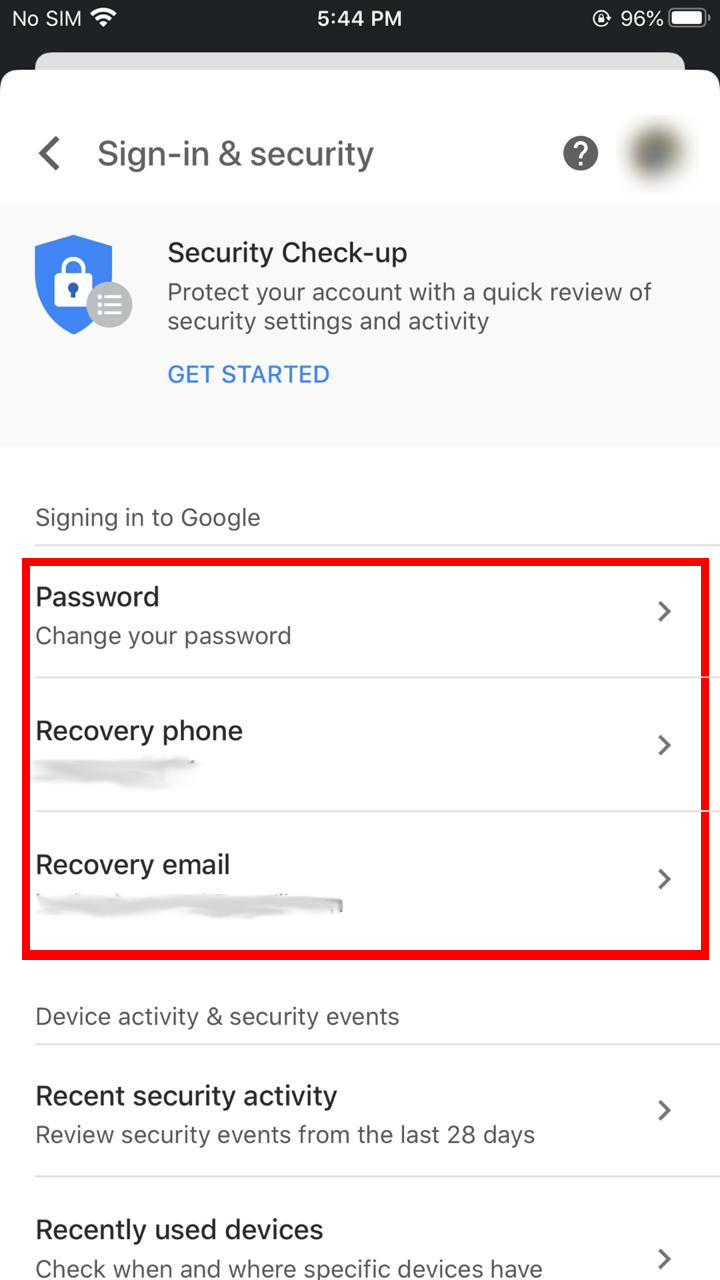 No SIM 5:44 PM 96%
Sign-in & security
Security Check-up
Protect your account with a quick review of
security settings and activity
GET STARTED
Signing in to Google
Password
Change your password
Recovery phone
Recovery email
Device activity & security events
Recent security activity
Review security events from the last 28 days
Recently used devices
Check when and where specific devices have